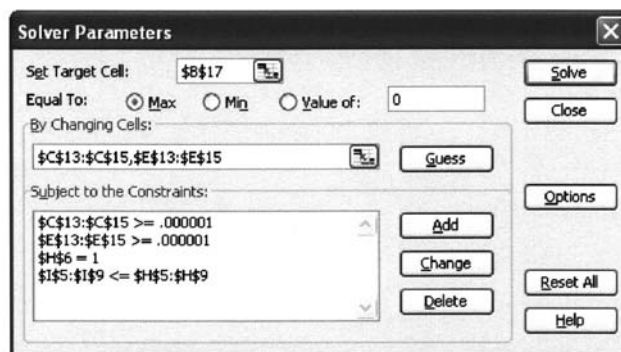 Solver Parameters
Set Target Cell: $B$17 Solve
Equal To: Max Min Value of: 0 Close
By Changing Cells:
$C$13:$C$15,$E$13:$E$15 Guess
Subject to the Constraints: Options
$C$13:$C$15 >= .000001 Add
$E$13:$E$15 >= .000001
$H$6 = 1 Change
$I$5:$I$9 <= $H$5:$H$9 Reset All
Delete
Help